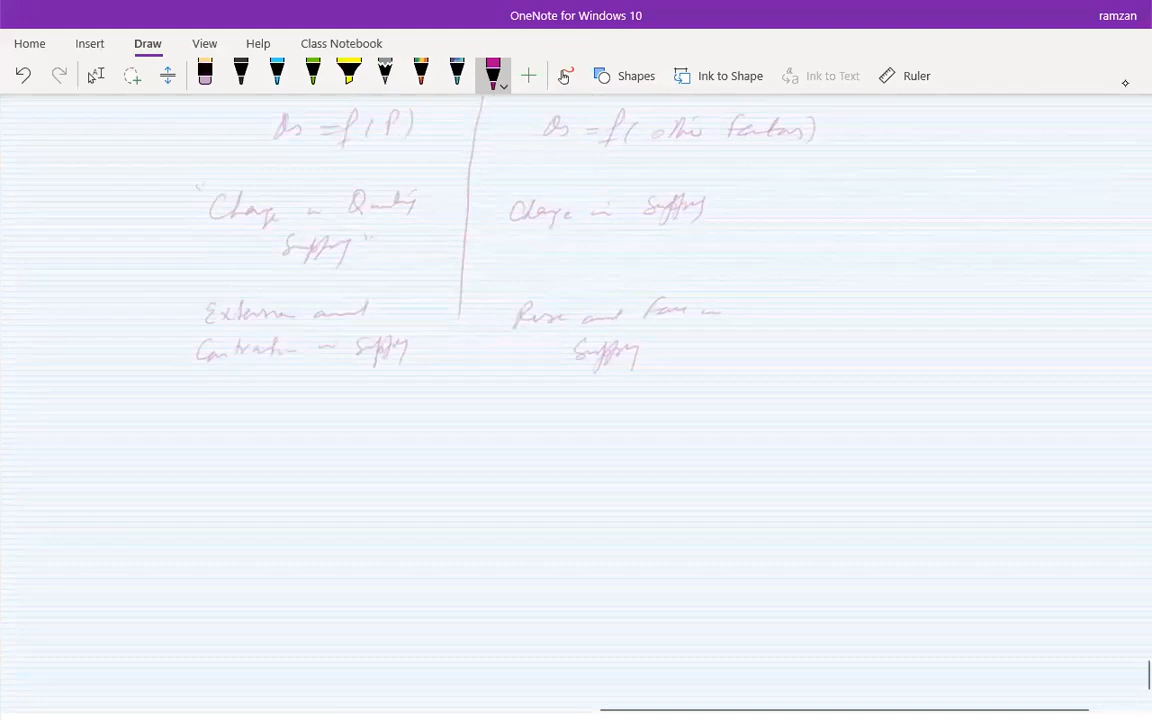 OneNote for Windows 10
ramzan
Home Insert Draw View Help Class Notebook
Shapes Ink to Shape Ink to Text Ruler
Qs = f(P)
Qs = f(other factors)
"Change in Quantity
Supply"
Change in Supply
Extension and
Contraction in Supply
Rise and Fall in
Supply